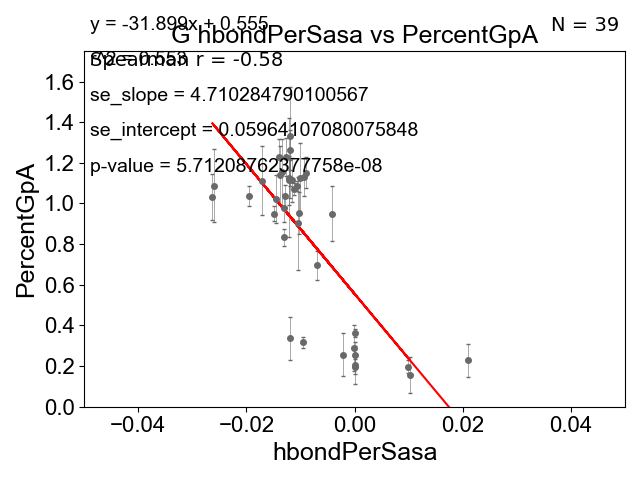 y = -31.899x + 0.555
N = 39
G hbondPerSasa vs PercentGpA
Spearman r = -0.58
se_slope = 4.710284790100567
se_intercept = 0.05964107080075848
p-value = 5.71208762377758e-08
PercentGpA
1.6
1.4
1.2
1.0
0.8
0.6
0.4
0.2
0.0
−0.04 −0.02 0.00 0.02 0.04
hbondPerSasa